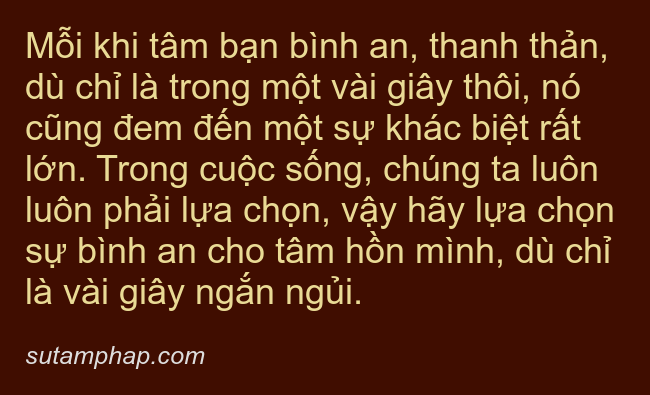 Mỗi khi tâm bạn bình an, thanh thản,
dù chỉ là trong một vài giây thôi, nó
cũng đem đến một sự khác biệt rất
lớn. Trong cuộc sống, chúng ta luôn
luôn phải lựa chọn, vậy hãy lựa chọn
sự bình an cho tâm hồn mình, dù chỉ
là vài giây ngắn ngủi.
sutamphap.com